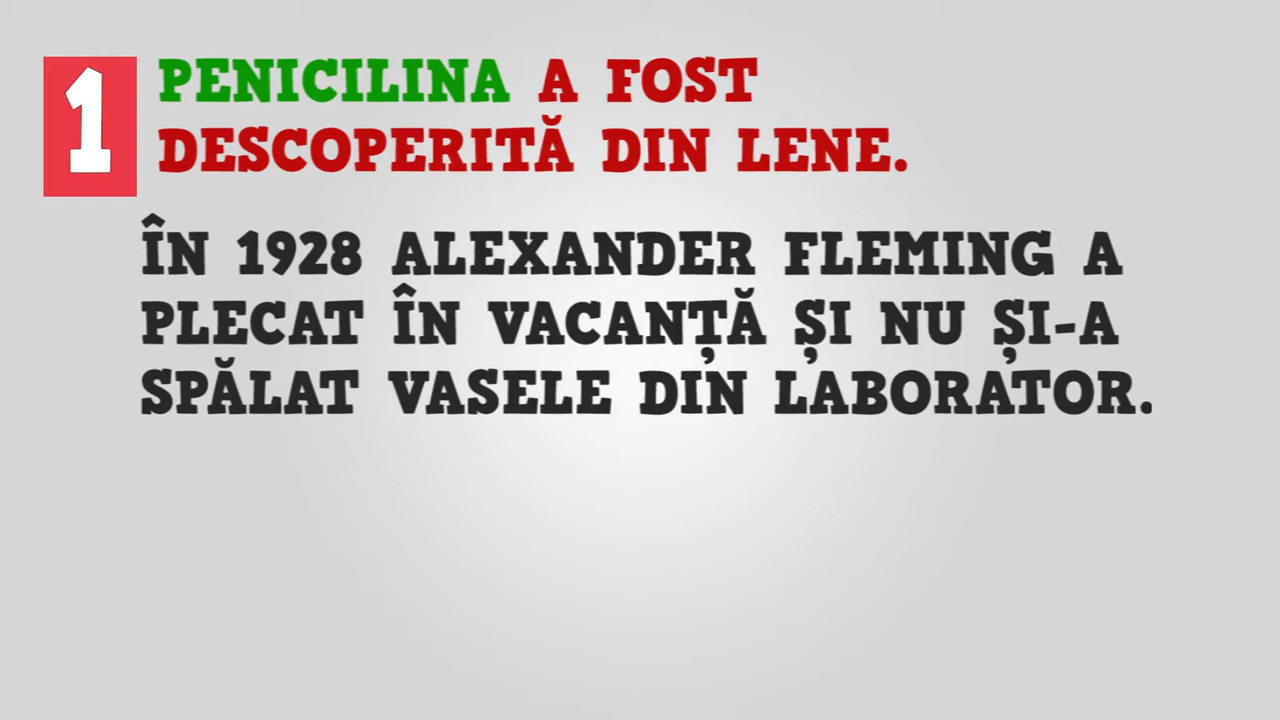 1
PENICILINA A FOST
DESCOPERITĂ DIN LENE.
ÎN 1928 ALEXANDER FLEMING A
PLECAT ÎN VACANȚĂ ȘI NU ȘI-A
SPĂLAT VASELE DIN LABORATOR.